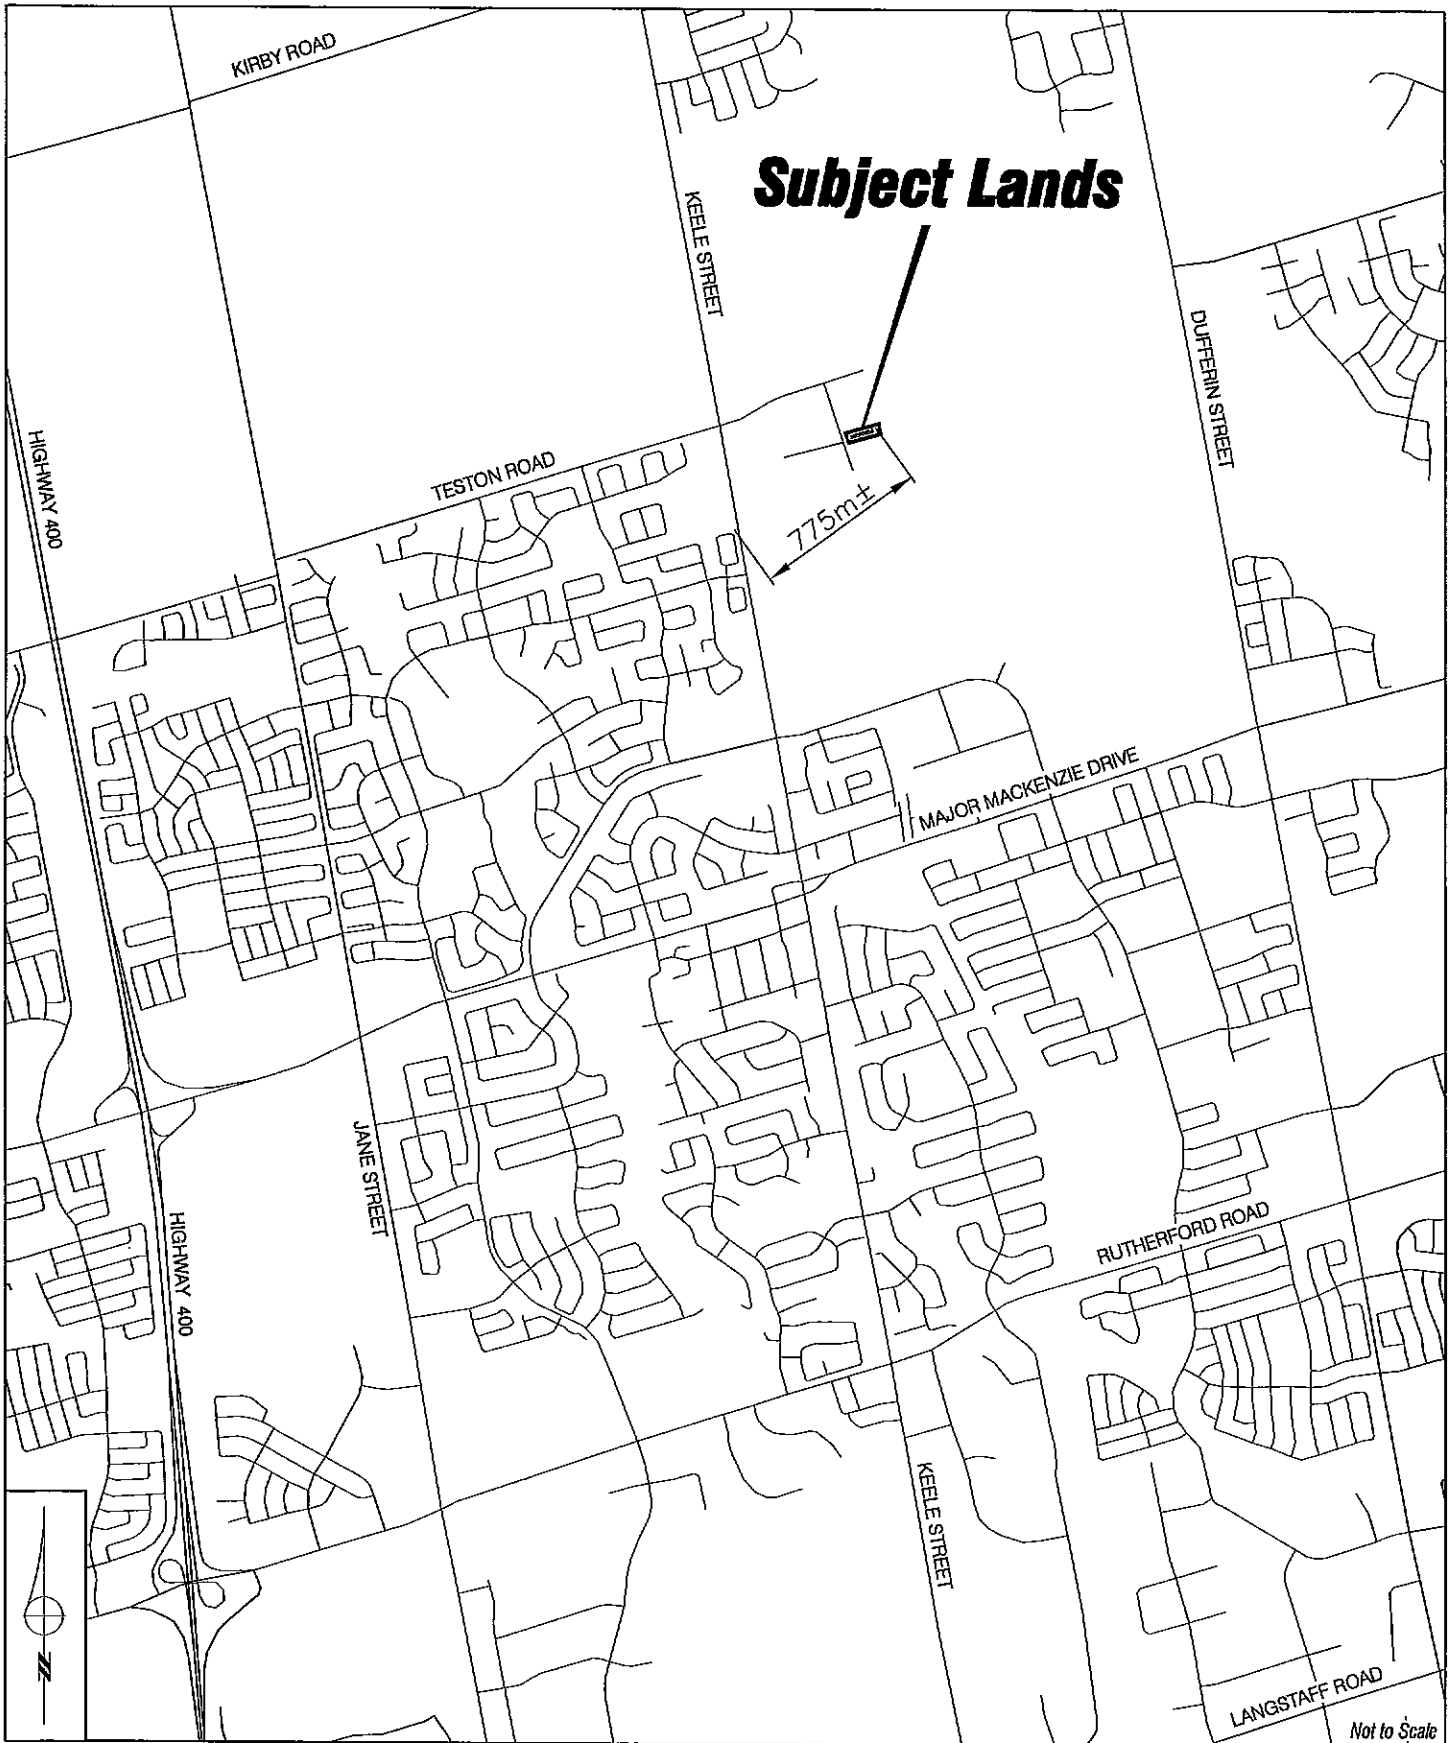 KIRBY ROAD
Subject Lands
KEELE STREET
DUFFERIN STREET
HIGHWAY 400
TESTON ROAD
775m±
MAJOR MACKENZIE DRIVE
JANE STREET
HIGHWAY 400
RUTHERFORD ROAD
KEELE STREET
N
LANGSTAFF ROAD
Not to Scale